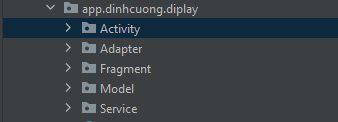 app.dinhcuong.diplay
Activity
Adapter
Fragment
Model
Service